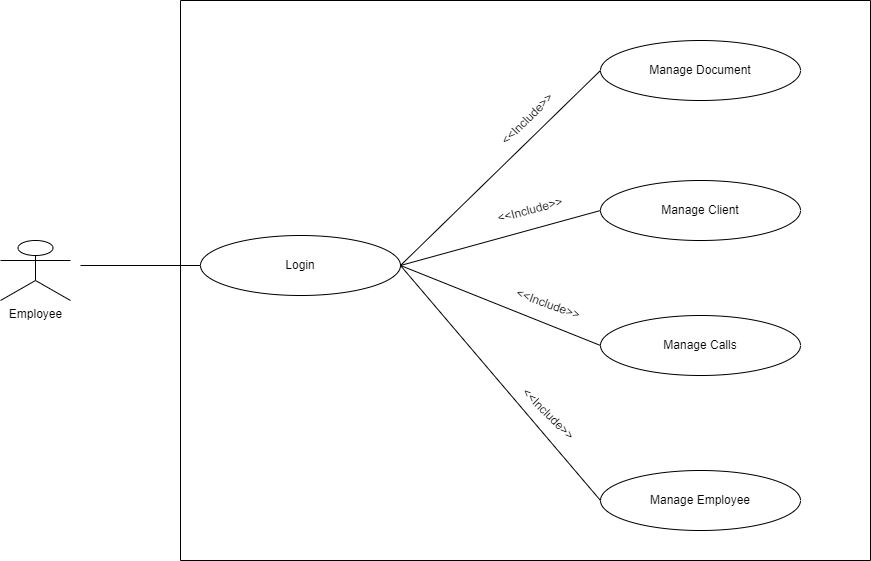 Manage Document
<<Include>>
Manage Client
<<Include>>
Login
Employee
<<Include>>
Manage Calls
<<Include>>
Manage Employee